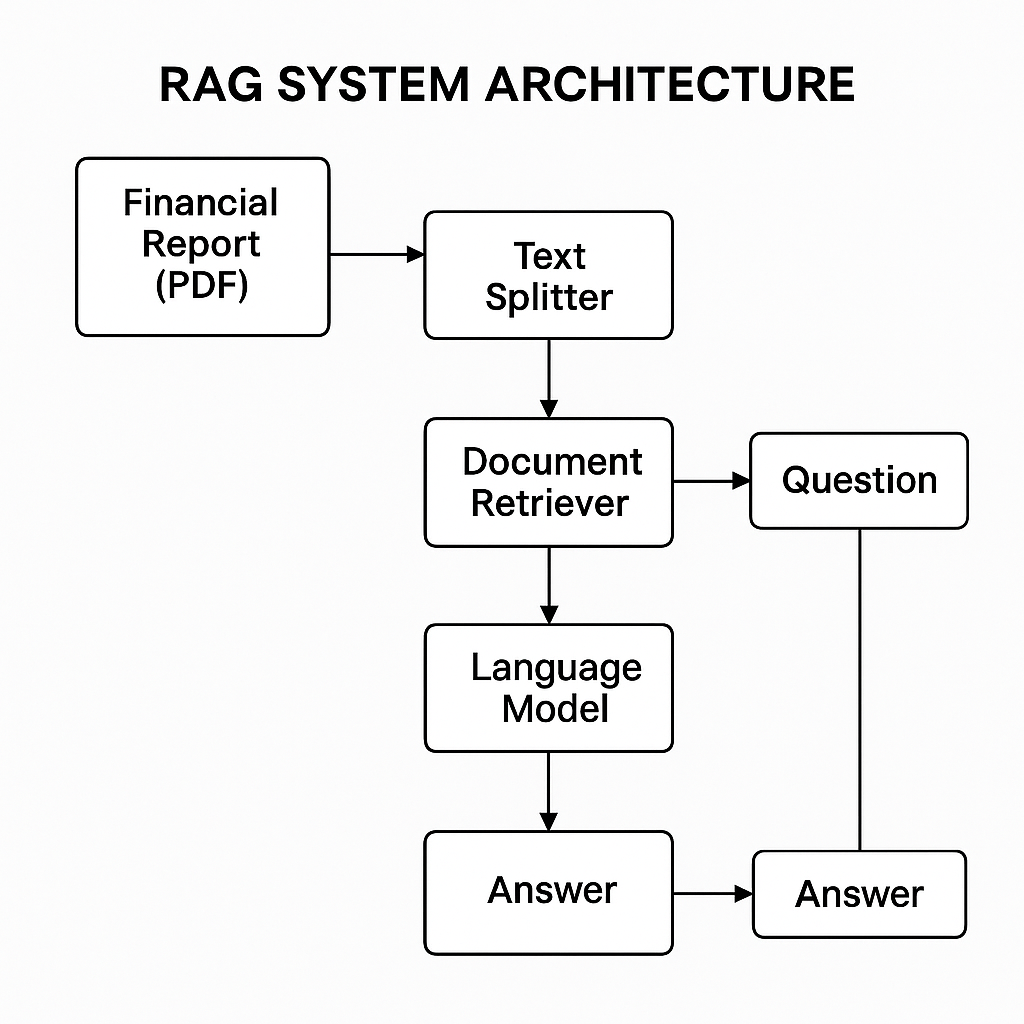 RAG SYSTEM ARCHITECTURE
Financial
Report
(PDF)
Text
Splitter
Document
Retriever
Question
Language
Model
Answer
Answer